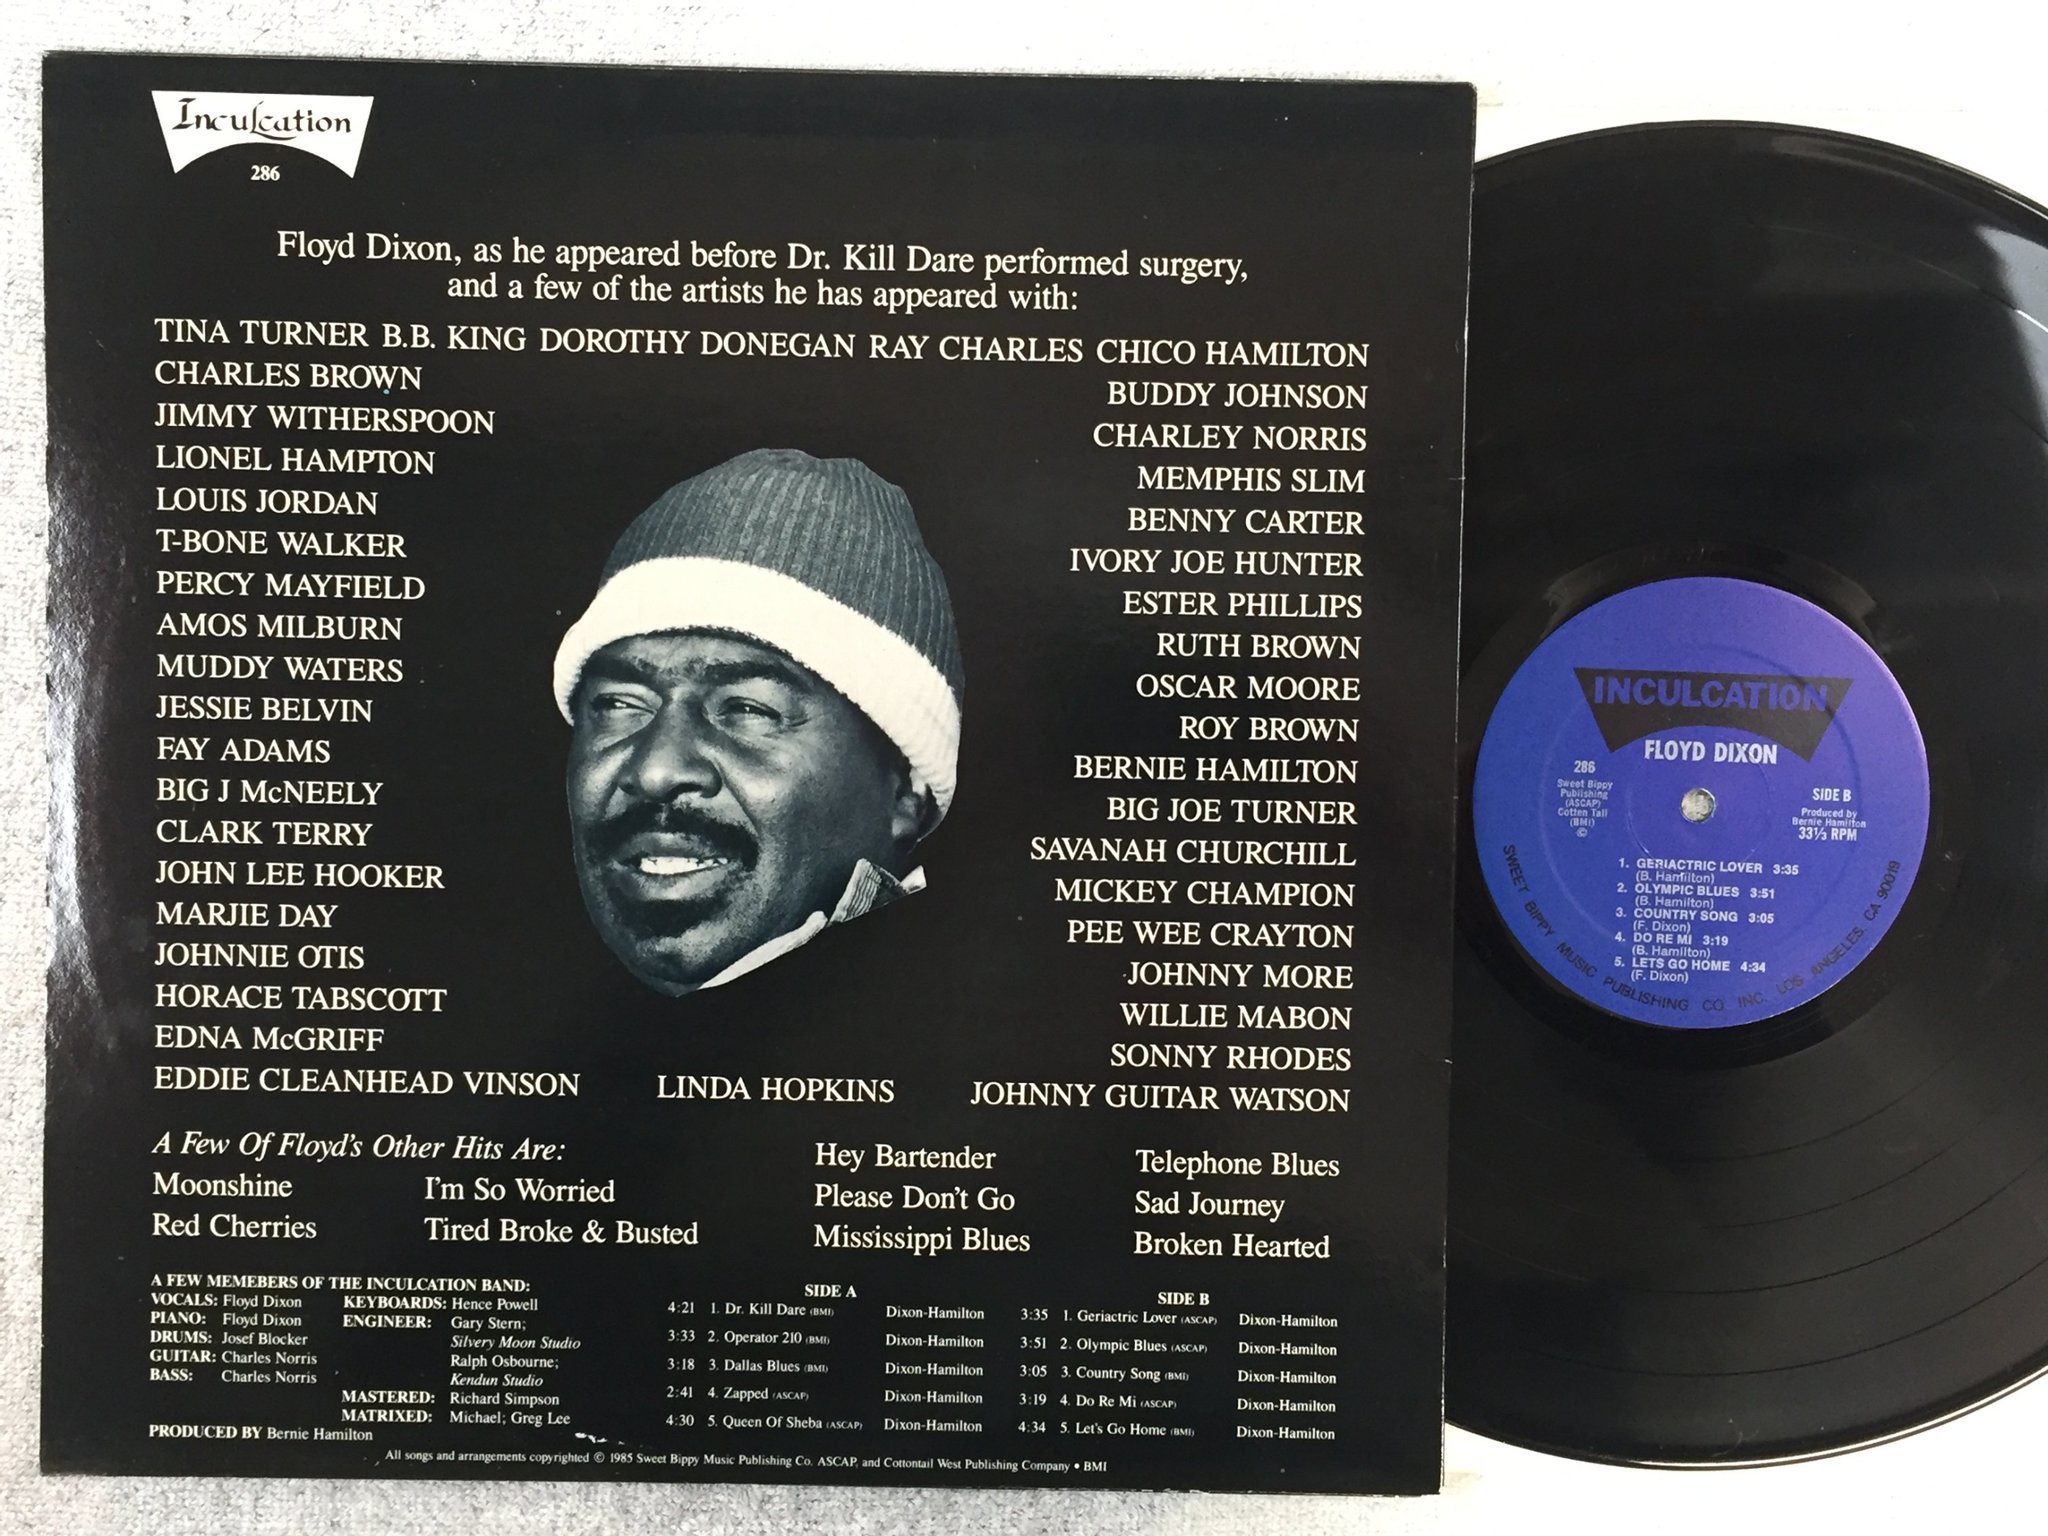 Inculcation
286
Floyd Dixon, as he appeared before Dr. Kill Dare performed surgery,
and a few of the artists he has appeared with:
TINA TURNER B.B. KING DOROTHY DONEGAN RAY CHARLES CHICO HAMILTON
CHARLES BROWN
JIMMY WITHERSPOON
LIONEL HAMPTON
LOUIS JORDAN
T-BONE WALKER
PERCY MAYFIELD
AMOS MILBURN
MUDDY WATERS
JESSIE BELVIN
FAY ADAMS
BIG J McNEELY
CLARK TERRY
JOHN LEE HOOKER
MARJIE DAY
JOHNNIE OTIS
HORACE TABSCOTT
EDNA McGRIFF
EDDIE CLEANHEAD VINSON
LINDA HOPKINS
BUDDY JOHNSON
CHARLEY NORRIS
MEMPHIS SLIM
BENNY CARTER
IVORY JOE HUNTER
ESTER PHILLIPS
RUTH BROWN
OSCAR MOORE
ROY BROWN
BERNIE HAMILTON
BIG JOE TURNER
SAVANAH CHURCHILL
MICKEY CHAMPION
PEE WEE CRAYTON
JOHNNY MORE
WILLIE MABON
SONNY RHODES
JOHNNY GUITAR WATSON
A Few Of Floyd's Other Hits Are:
Moonshine
Red Cherries
I'm So Worried
Tired Broke & Busted
Hey Bartender
Please Don't Go
Mississippi Blues
Telephone Blues
Sad Journey
Broken Hearted
A FEW MEMEBERS OF THE INCULCATION BAND:
VOCALS: Floyd Dixon
PIANO: Floyd Dixon
DRUMS: Josef Blocker
GUITAR: Charles Norris
BASS: Charles Norris
KEYBOARDS: Hence Powell
ENGINEER: Gary Stern;
Silvery Moon Studio
Ralph Osbourne;
Kendun Studio
MASTERED: Richard Simpson
MATRIXED: Michael; Greg Lee
PRODUCED BY Bernie Hamilton
SIDE A
4:21 1. Dr. Kill Dare (BMI) Dixon-Hamilton
3:33 2. Operator 210 (BMI) Dixon-Hamilton
3:18 3. Dallas Blues (BMI) Dixon-Hamilton
2:41 4. Zapped (ASCAP) Dixon-Hamilton
4:30 5. Queen Of Sheba (ASCAP) Dixon-Hamilton
SIDE B
3:35 1. Geriactric Lover (ASCAP) Dixon-Hamilton
3:51 2. Olympic Blues (ASCAP) Dixon-Hamilton
3:05 3. Country Song (BMI) Dixon-Hamilton
3:19 4. Do Re Mi (ASCAP) Dixon-Hamilton
4:34 5. Let's Go Home (BMI) Dixon-Hamilton
All songs and arrangements copyrighted © 1985 Sweet Bippy Music Publishing Co. ASCAP, and Cottontail West Publishing Company • BMI
INCULCATION
FLOYD DIXON
286
Sweet Bippy
Publishing
(ASCAP)
Cotten Tall
(BMI)
©
SIDE B
Produced by
Bernie Hamilton
33⅓ RPM
1. GERIACTRIC LOVER 3:35
(B. Hamilton)
2. OLYMPIC BLUES 3:51
(B. Hamilton)
3. COUNTRY SONG 3:05
(F. Dixon)
4. DO RE MI 3:19
(B. Hamilton)
5. LETS GO HOME 4:34
(F. Dixon)
SWEET BIPPY MUSIC PUBLISHING CO. INC. LOS ANGELES. CA 90019